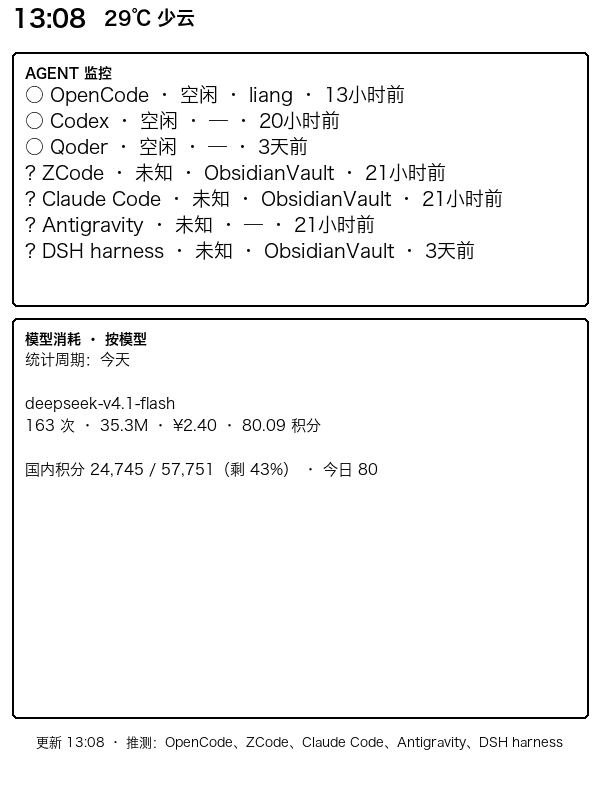 13:08 29℃ 少云
AGENT 监控
○ OpenCode · 空闲 · liang · 13小时前
○ Codex · 空闲 · — · 20小时前
○ Qoder · 空闲 · — · 3天前
? ZCode · 未知 · ObsidianVault · 21小时前
? Claude Code · 未知 · ObsidianVault · 21小时前
? Antigravity · 未知 · — · 21小时前
? DSH harness · 未知 · ObsidianVault · 3天前
模型消耗 · 按模型
统计周期：今天
deepseek-v4.1-flash
163 次 · 35.3M · ¥2.40 · 80.09 积分
国内积分 24,745 / 57,751（剩 43%） · 今日 80
更新 13:08 · 推测：OpenCode、ZCode、Claude Code、Antigravity、DSH harness